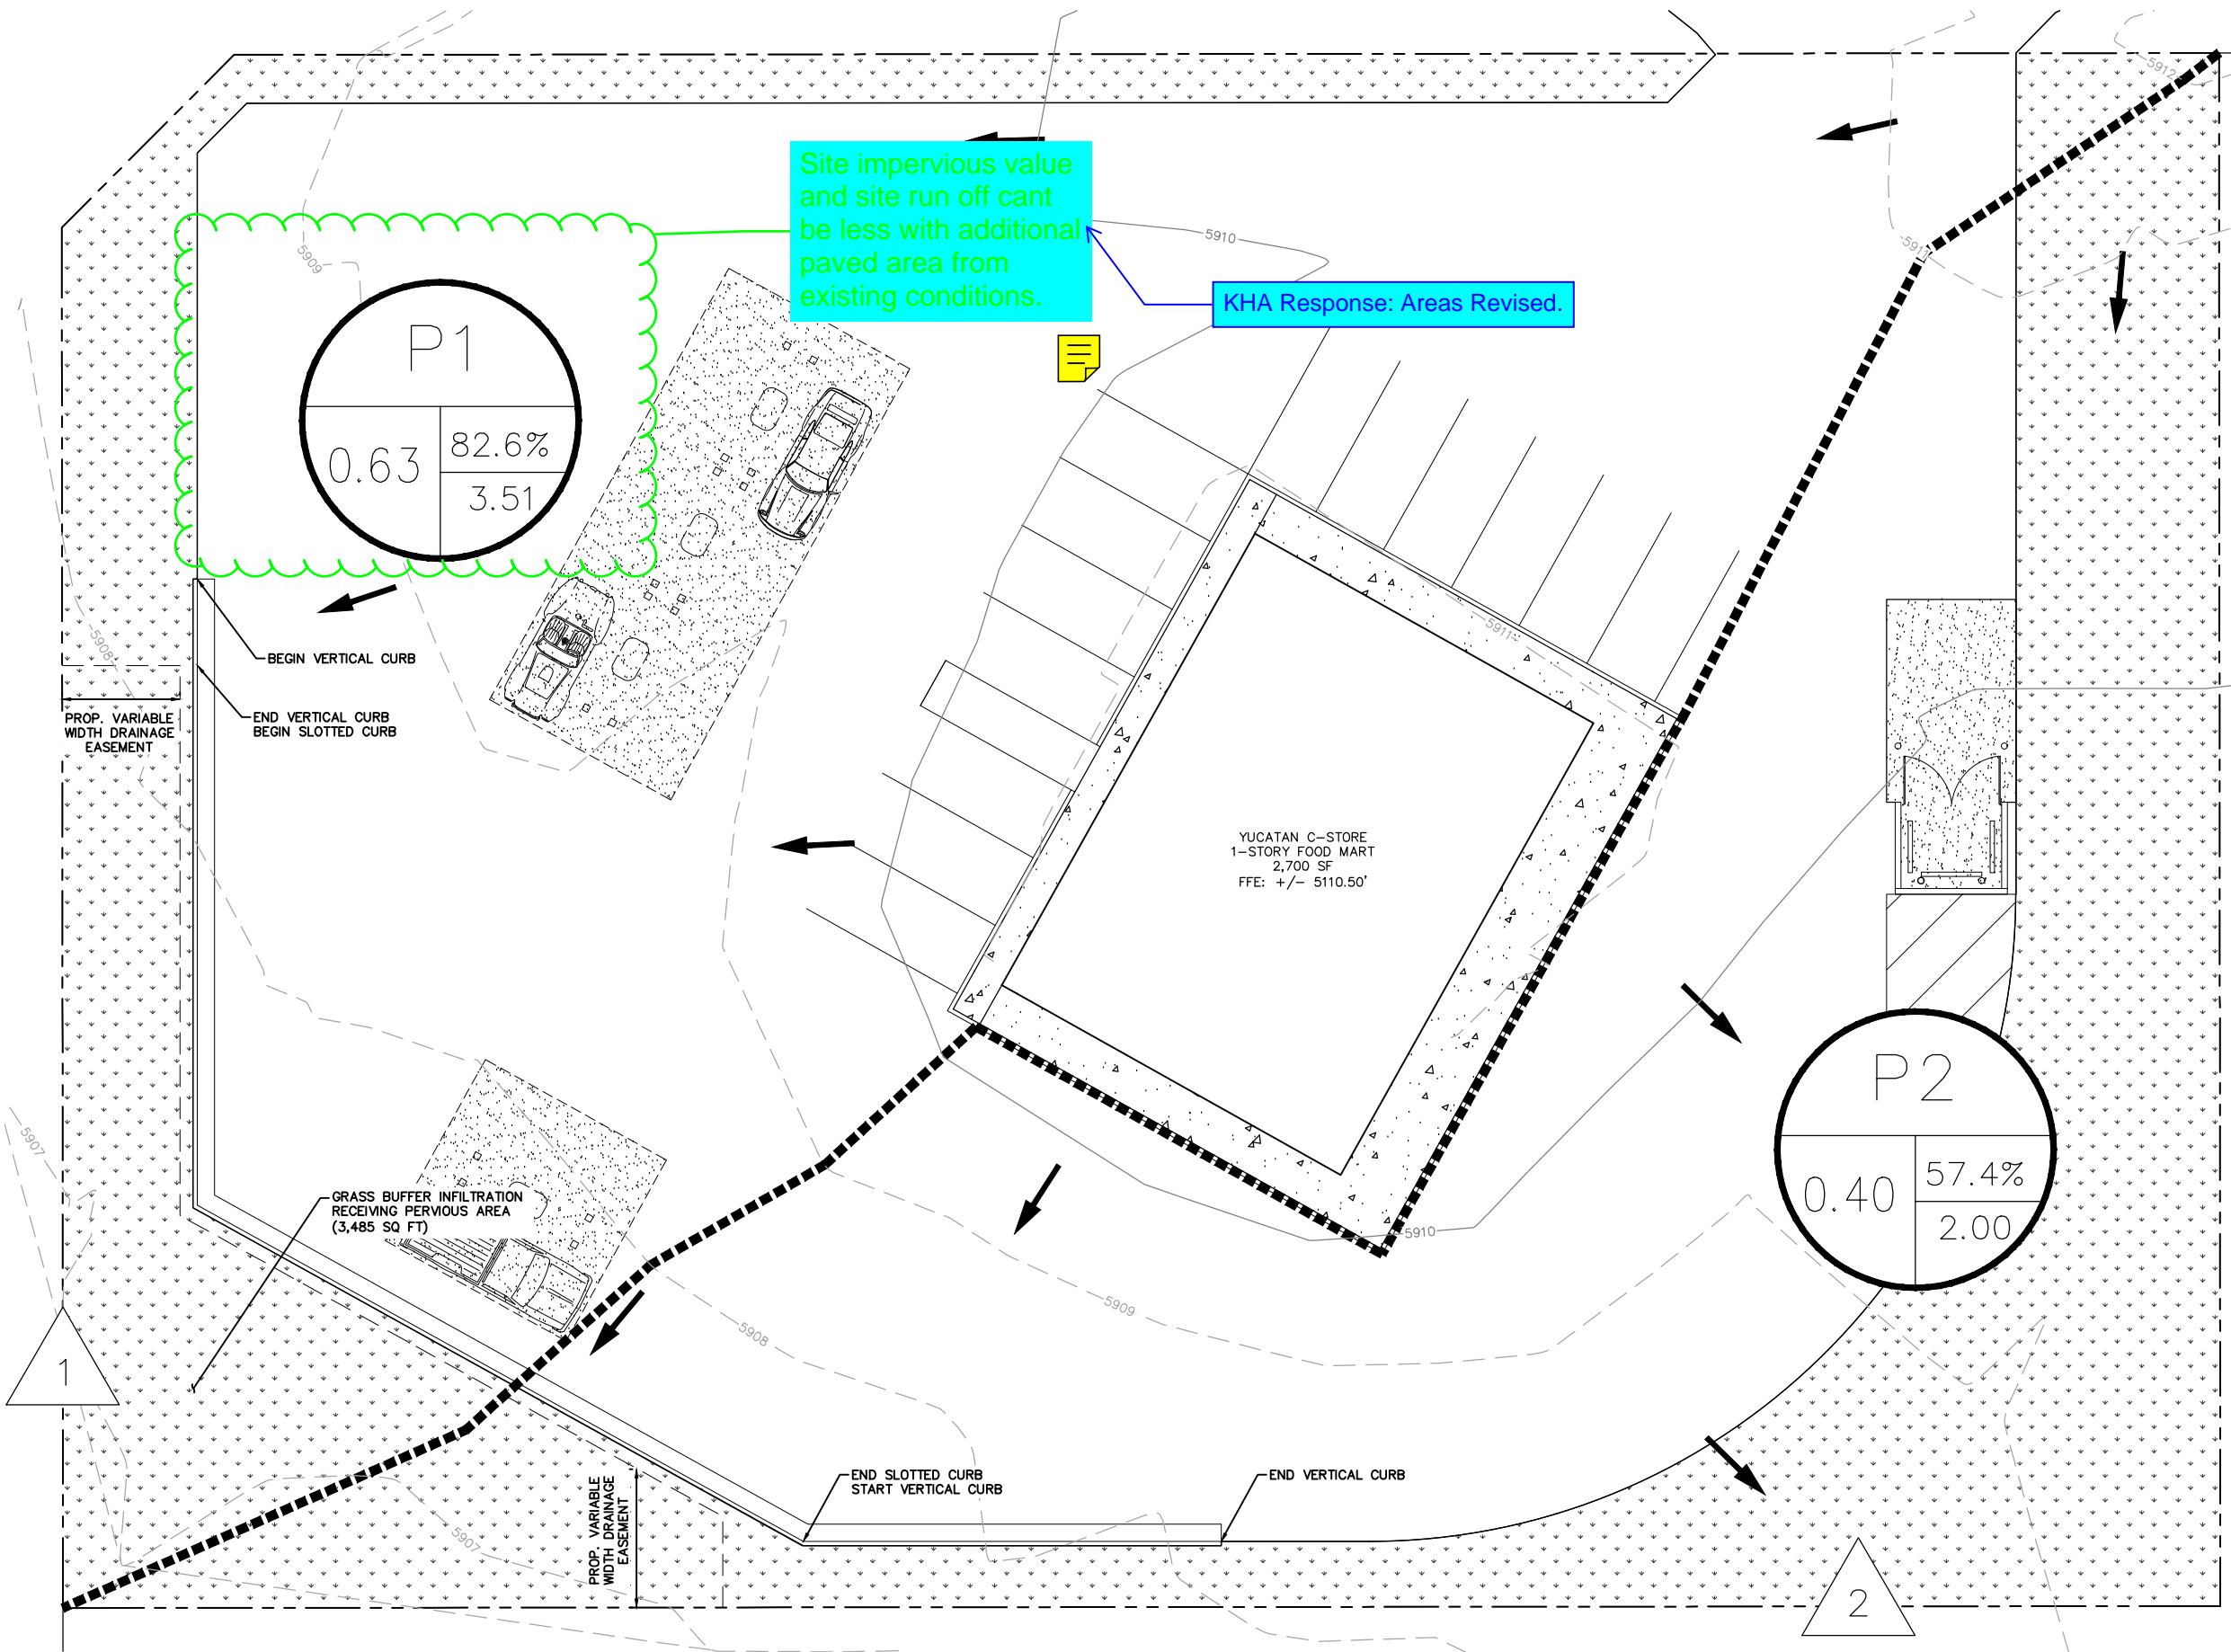 5912
Site impervious value
and site run off cant
be less with additional
paved area from
existing conditions.
5910
5911
5909
KHA Response: Areas Revised.
P1
0.63
82.6%
3.51
5908
BEGIN VERTICAL CURB
5911
PROP. VARIABLE
WIDTH DRAINAGE
EASEMENT
END VERTICAL CURB
BEGIN SLOTTED CURB
YUCATAN C-STORE
1-STORY FOOD MART
2,700 SF
FFE: +/- 5110.50'
P2
0.40
57.4%
2.00
5907
GRASS BUFFER INFILTRATION
RECEIVING PERVIOUS AREA
(3,485 SQ FT)
5910
5909
5908
1
END SLOTTED CURB
START VERTICAL CURB
END VERTICAL CURB
PROP. VARIABLE
WIDTH DRAINAGE
EASEMENT
5907
2